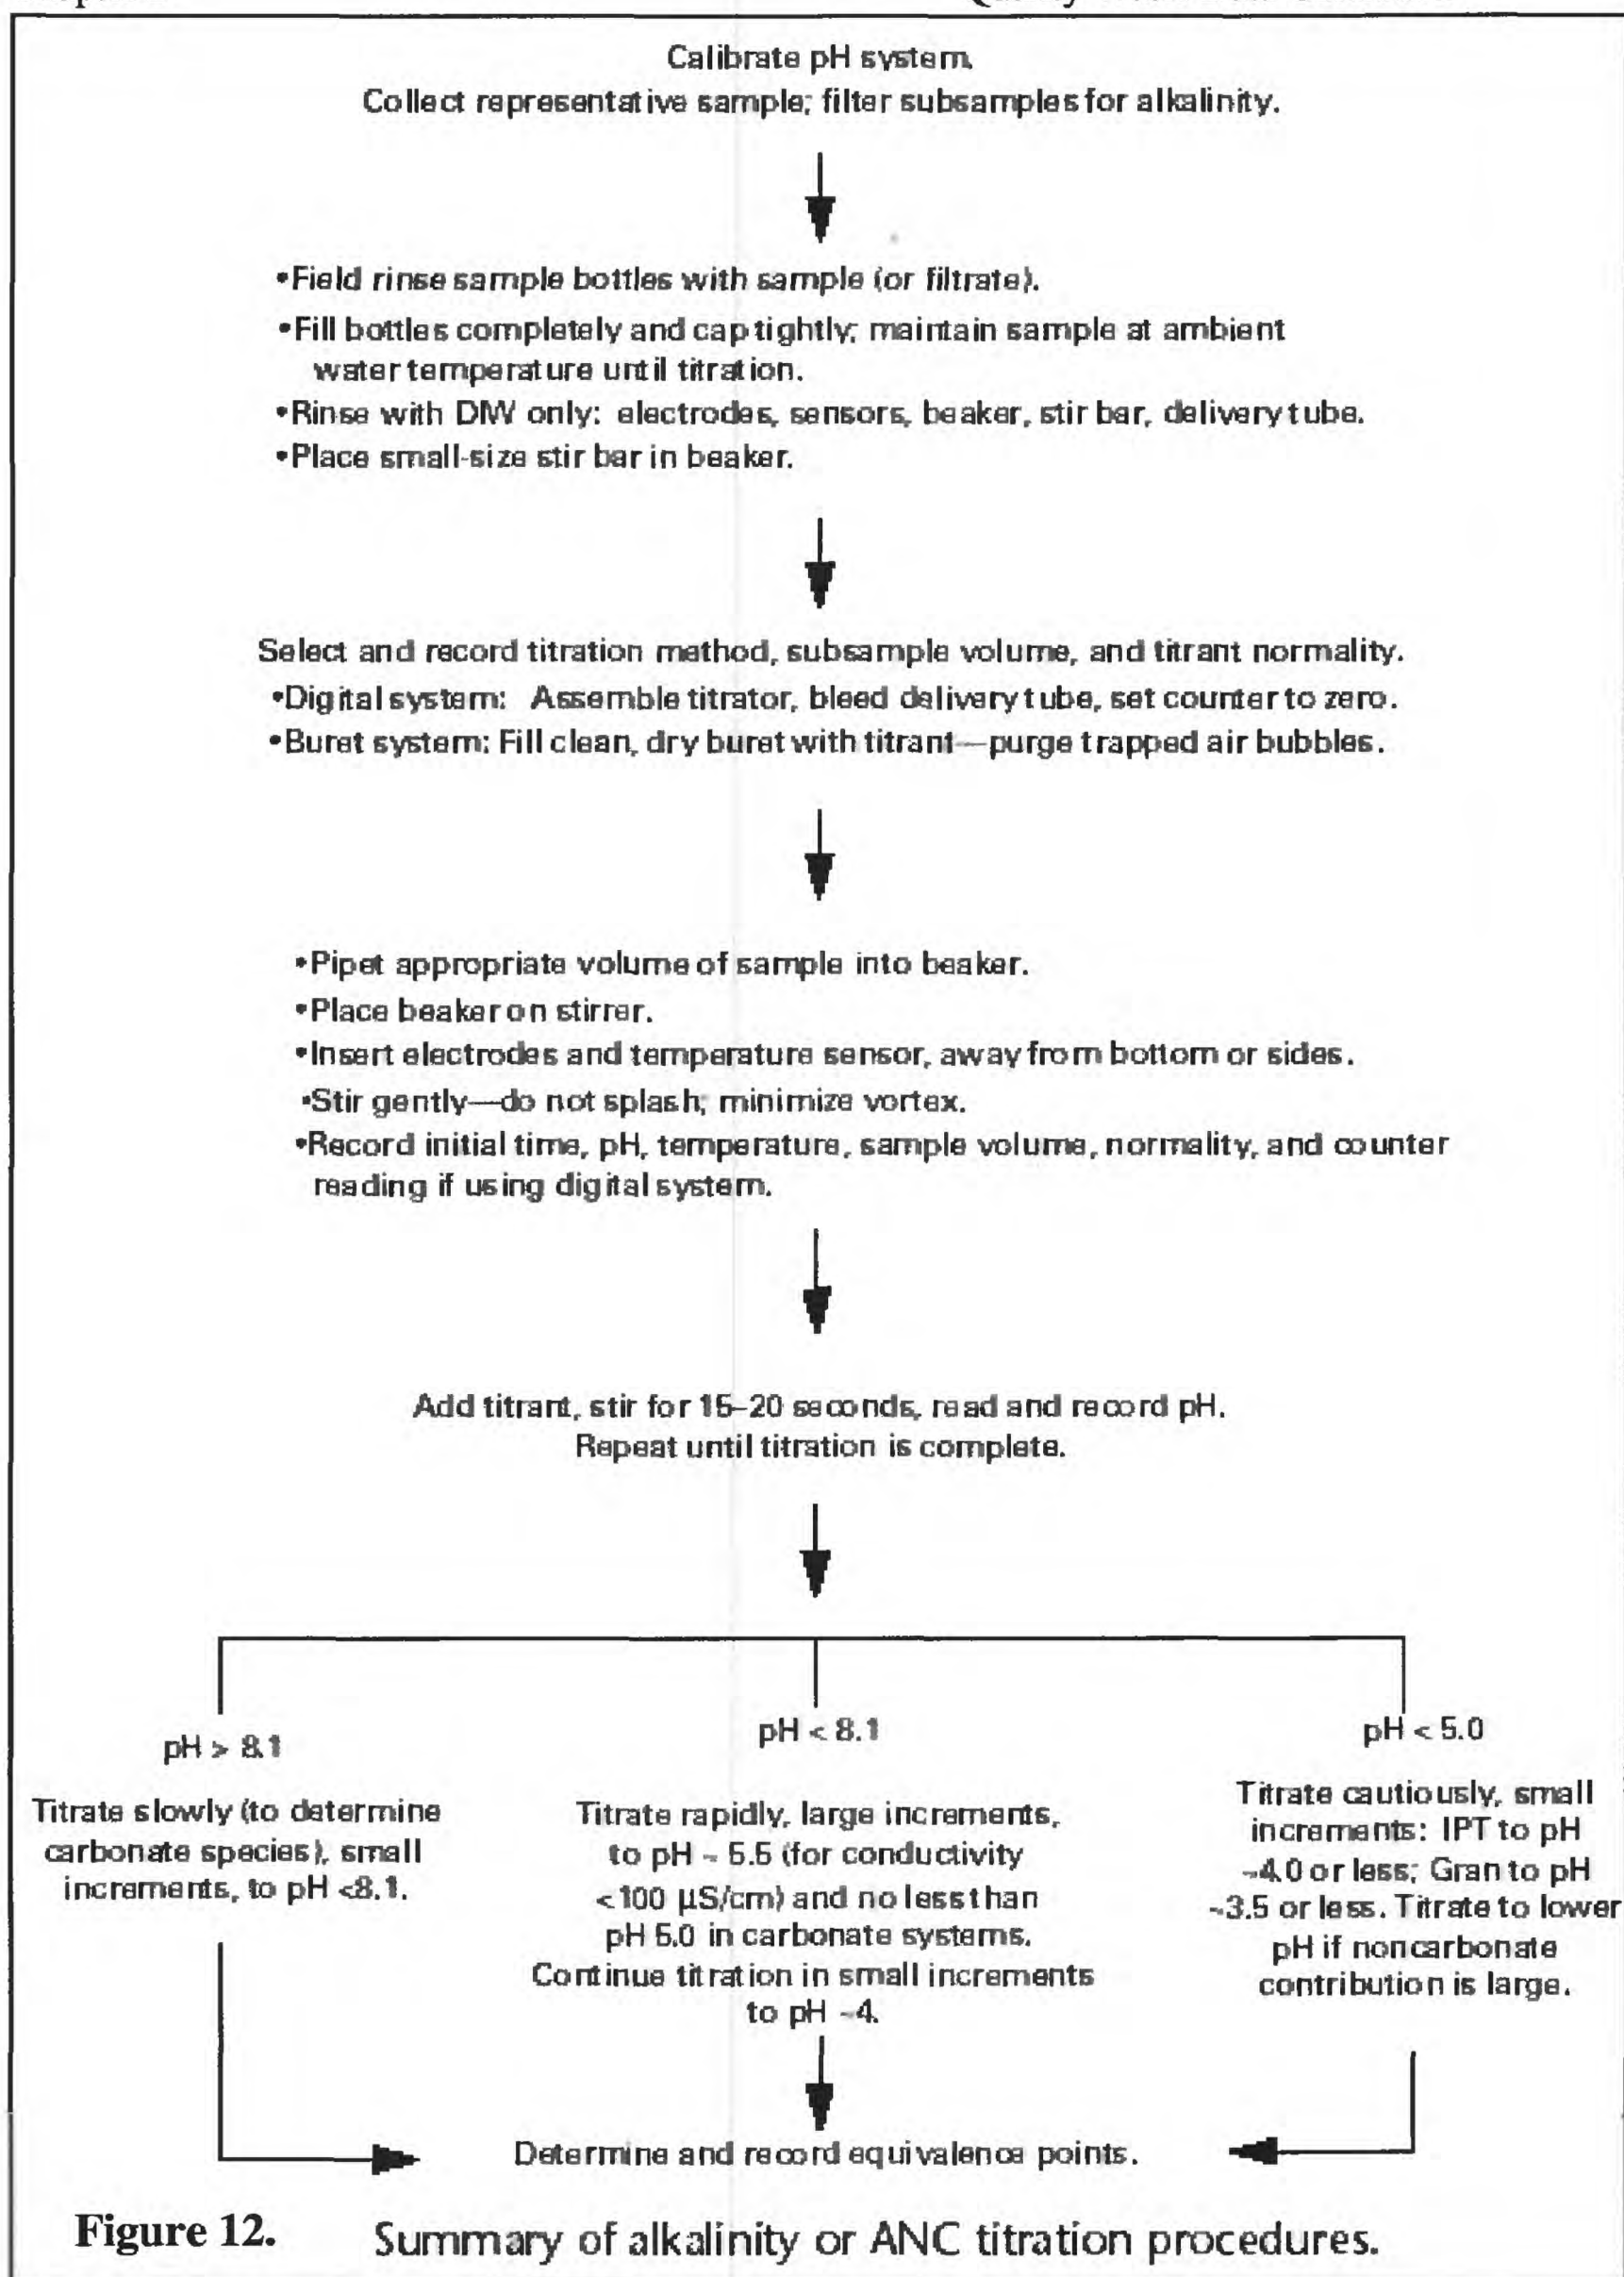 Calibrate pH system.
Collect representative sample; filter subsamples for alkalinity.
•Field rinse sample bottles with sample (or filtrate).
•Fill bottles completely and cap tightly; maintain sample at ambient
water temperature until titration.
•Rinse with DIW only: electrodes, sensors, beaker, stir bar, delivery tube.
•Place small-size stir bar in beaker.
Select and record titration method, subsample volume, and titrant normality.
•Digital system: Assemble titrator, bleed delivery tube, set counter to zero.
•Buret system: Fill clean, dry buret with titrant—purge trapped air bubbles.
•Pipet appropriate volume of sample into beaker.
•Place beaker on stirrer.
•Insert electrodes and temperature sensor, away from bottom or sides.
•Stir gently—do not splash; minimize vortex.
•Record initial time, pH, temperature, sample volume, normality, and counter
reading if using digital system.
Add titrant, stir for 15–20 seconds, read and record pH.
Repeat until titration is complete.
pH > 8.1
Titrate slowly (to determine
carbonate species), small
increments, to pH <8.1.
pH < 8.1
Titrate rapidly, large increments,
to pH ~ 5.5 (for conductivity
<100 µS/cm) and no less than
pH 5.0 in carbonate systems.
Continue titration in small increments
to pH ~4.
pH < 5.0
Titrate cautiously, small
increments: IPT to pH
~4.0 or less; Gran to pH
~3.5 or less. Titrate to lower
pH if noncarbonate
contribution is large.
Determine and record equivalence points.
Figure 12. Summary of alkalinity or ANC titration procedures.